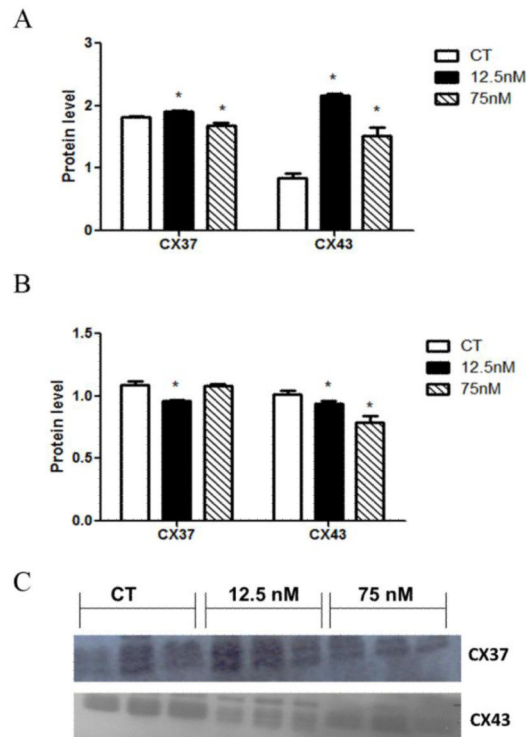 A
3
2
1
0
Protein level
*
*
*
*
CX37
CX43
CT
12.5nM
75nM
B
1.5
1.0
0.5
0.0
Protein level
*
*
*
CX37
CX43
CT
12.5nM
75nM
C
CT 12.5 nM 75 nM
CX37
CX43